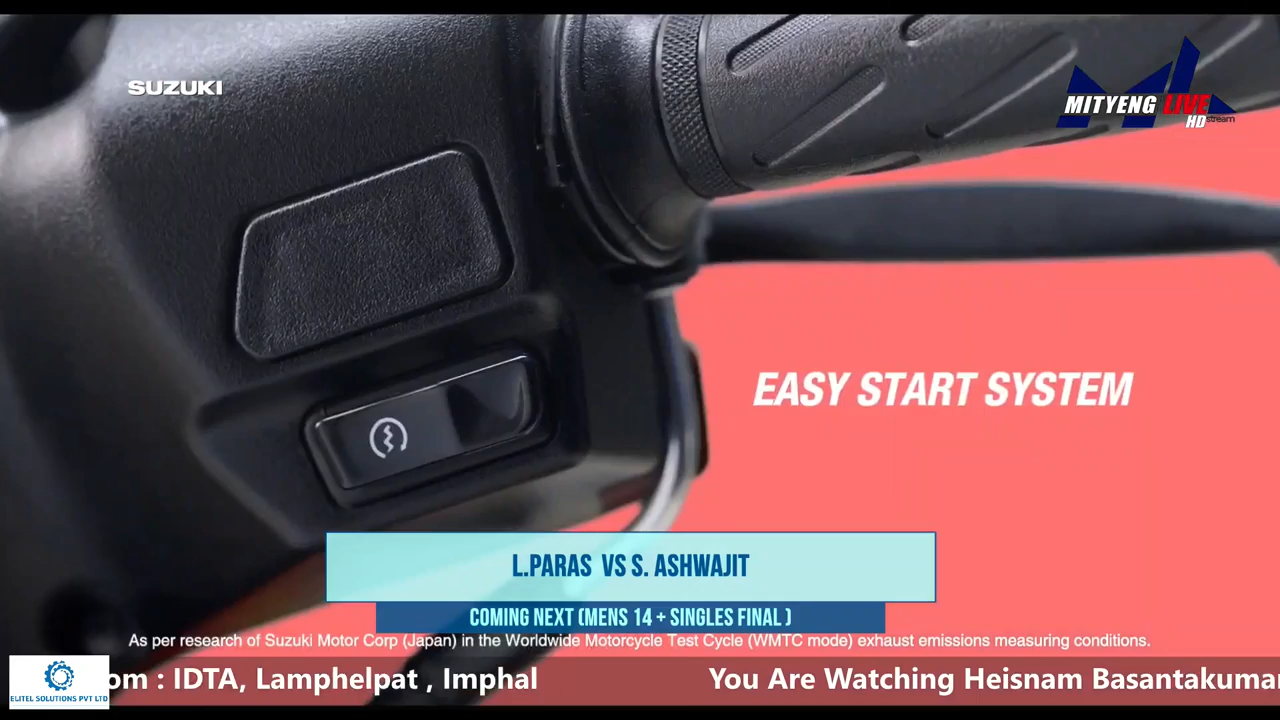 SUZUKI
MITYENG LIVE
HD stream
EASY START SYSTEM
L.PARAS VS S. ASHWAJIT
COMING NEXT (MENS 14 + SINGLES FINAL )
As per research of Suzuki Motor Corp (Japan) in the Worldwide Motorcycle Test Cycle (WMTC mode) exhaust emissions measuring conditions.
om : IDTA, Lamphelpat , Imphal You Are Watching Heisnam Basantakumar
ELITEL SOLUTIONS PVT LTD